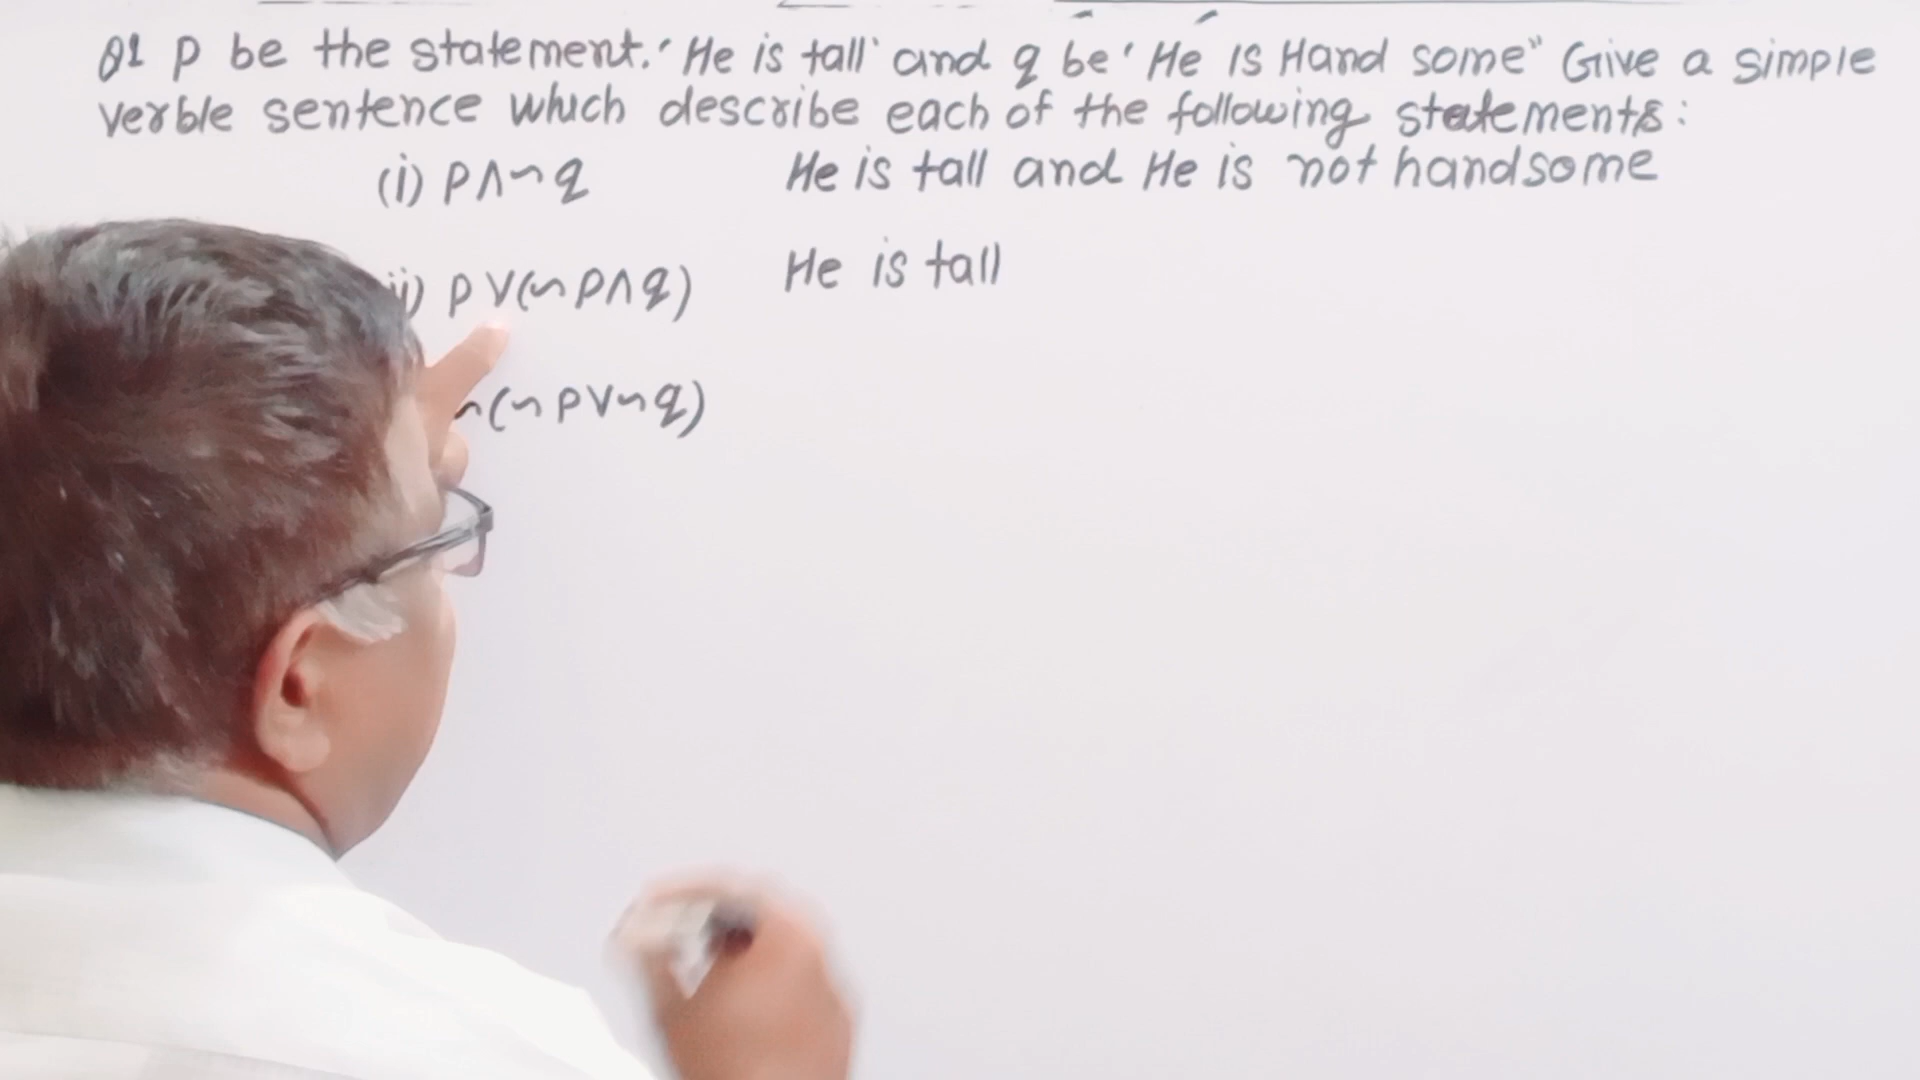 Q1 P be the statement. 'He is tall' and q be 'He is Hand some" Give a simple
verble sentence which describe each of the following statements:
(i) P∧~q He is tall and He is not handsome
ii) P∨(~P∧q) He is tall
~(~P∨~q)